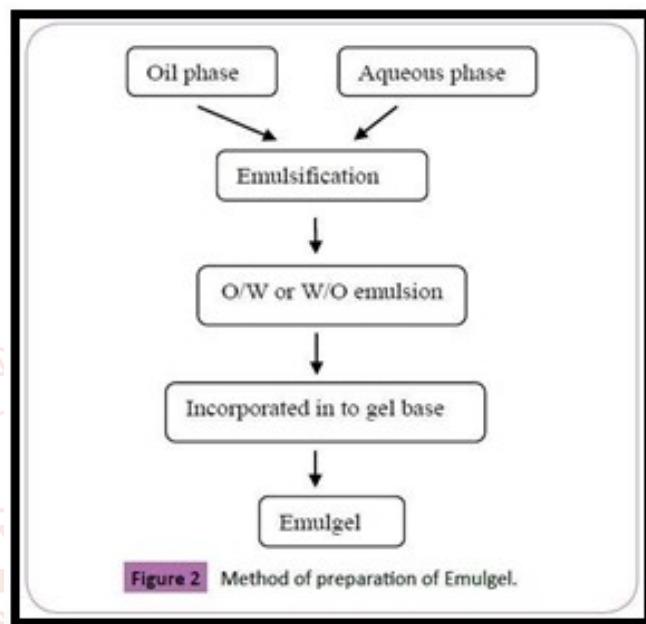 Oil phase
Aqueous phase
Emulsification
O/W or W/O emulsion
Incorporated in to gel base
Emulgel
Figure 2 Method of preparation of Emulgel.